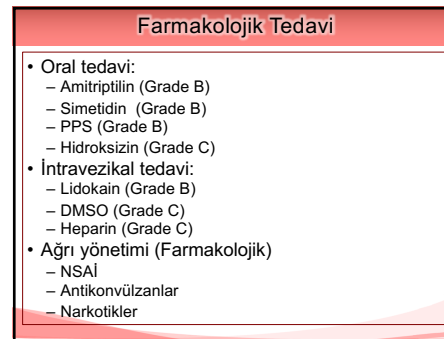 Farmakolojik Tedavi
• Oral tedavi:
– Amitriptilin (Grade B)
– Simetidin (Grade B)
– PPS (Grade B)
– Hidroksizin (Grade C)
• İntravezikal tedavi:
– Lidokain (Grade B)
– DMSO (Grade C)
– Heparin (Grade C)
• Ağrı yönetimi (Farmakolojik)
– NSAİ
– Antikonvülzanlar
– Narkotikler